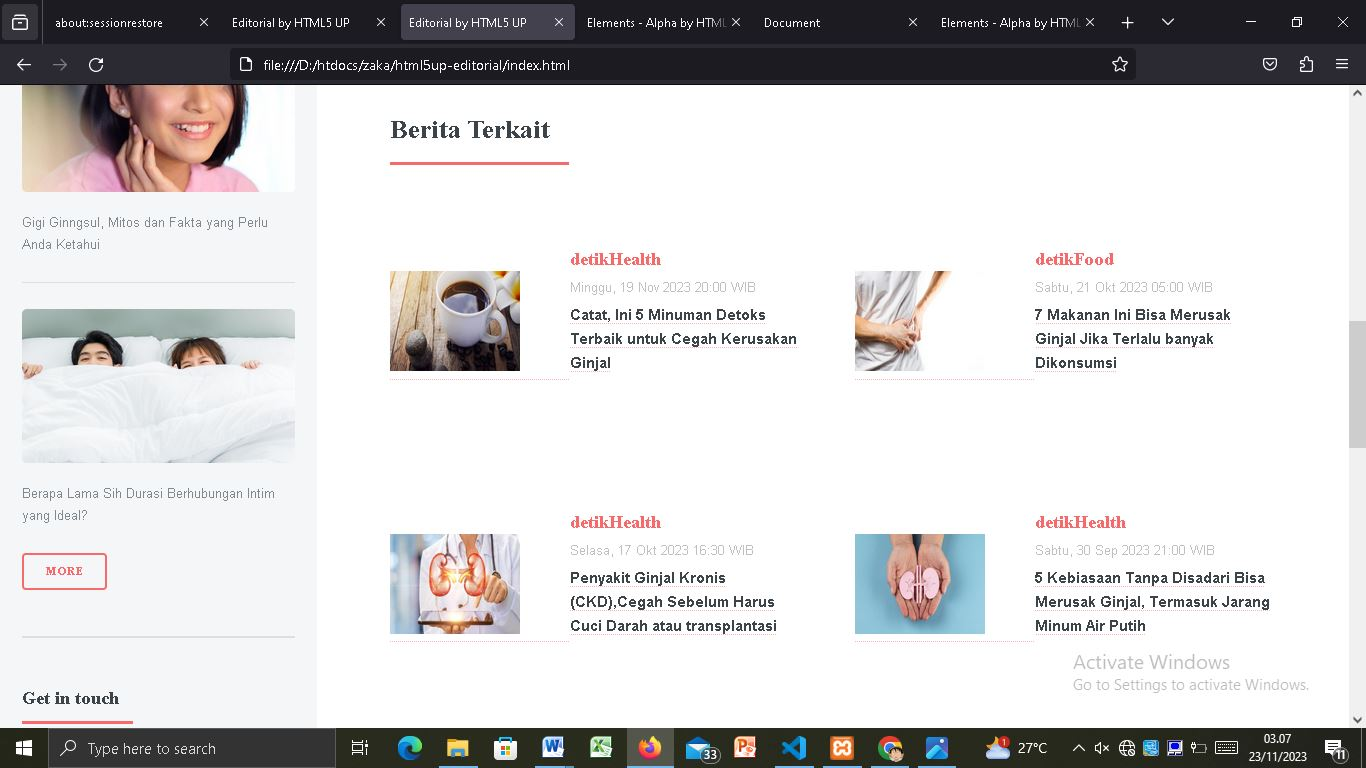 about:sessionrestore
Editorial by HTML5 UP
Editorial by HTML5 UP
Elements - Alpha by HTML
Document
Elements - Alpha by HTML
file:///D:/htdocs/zaka/html5up-editorial/index.html
Gigi Ginngsul, Mitos dan Fakta yang Perlu
Anda Ketahui
Berapa Lama Sih Durasi Berhubungan Intim
yang Ideal?
MORE
Get in touch
Berita Terkait
detikHealth
Minggu, 19 Nov 2023 20:00 WIB
Catat, Ini 5 Minuman Detoks
Terbaik untuk Cegah Kerusakan
Ginjal
detikFood
Sabtu, 21 Okt 2023 05:00 WIB
7 Makanan Ini Bisa Merusak
Ginjal Jika Terlalu banyak
Dikonsumsi
detikHealth
Selasa, 17 Okt 2023 16:30 WIB
Penyakit Ginjal Kronis
(CKD),Cegah Sebelum Harus
Cuci Darah atau transplantasi
detikHealth
Sabtu, 30 Sep 2023 21:00 WIB
5 Kebiasaan Tanpa Disadari Bisa
Merusak Ginjal, Termasuk Jarang
Minum Air Putih
Activate Windows
Go to Settings to activate Windows.
Type here to search
33
1
27°C
03.07
23/11/2023
11